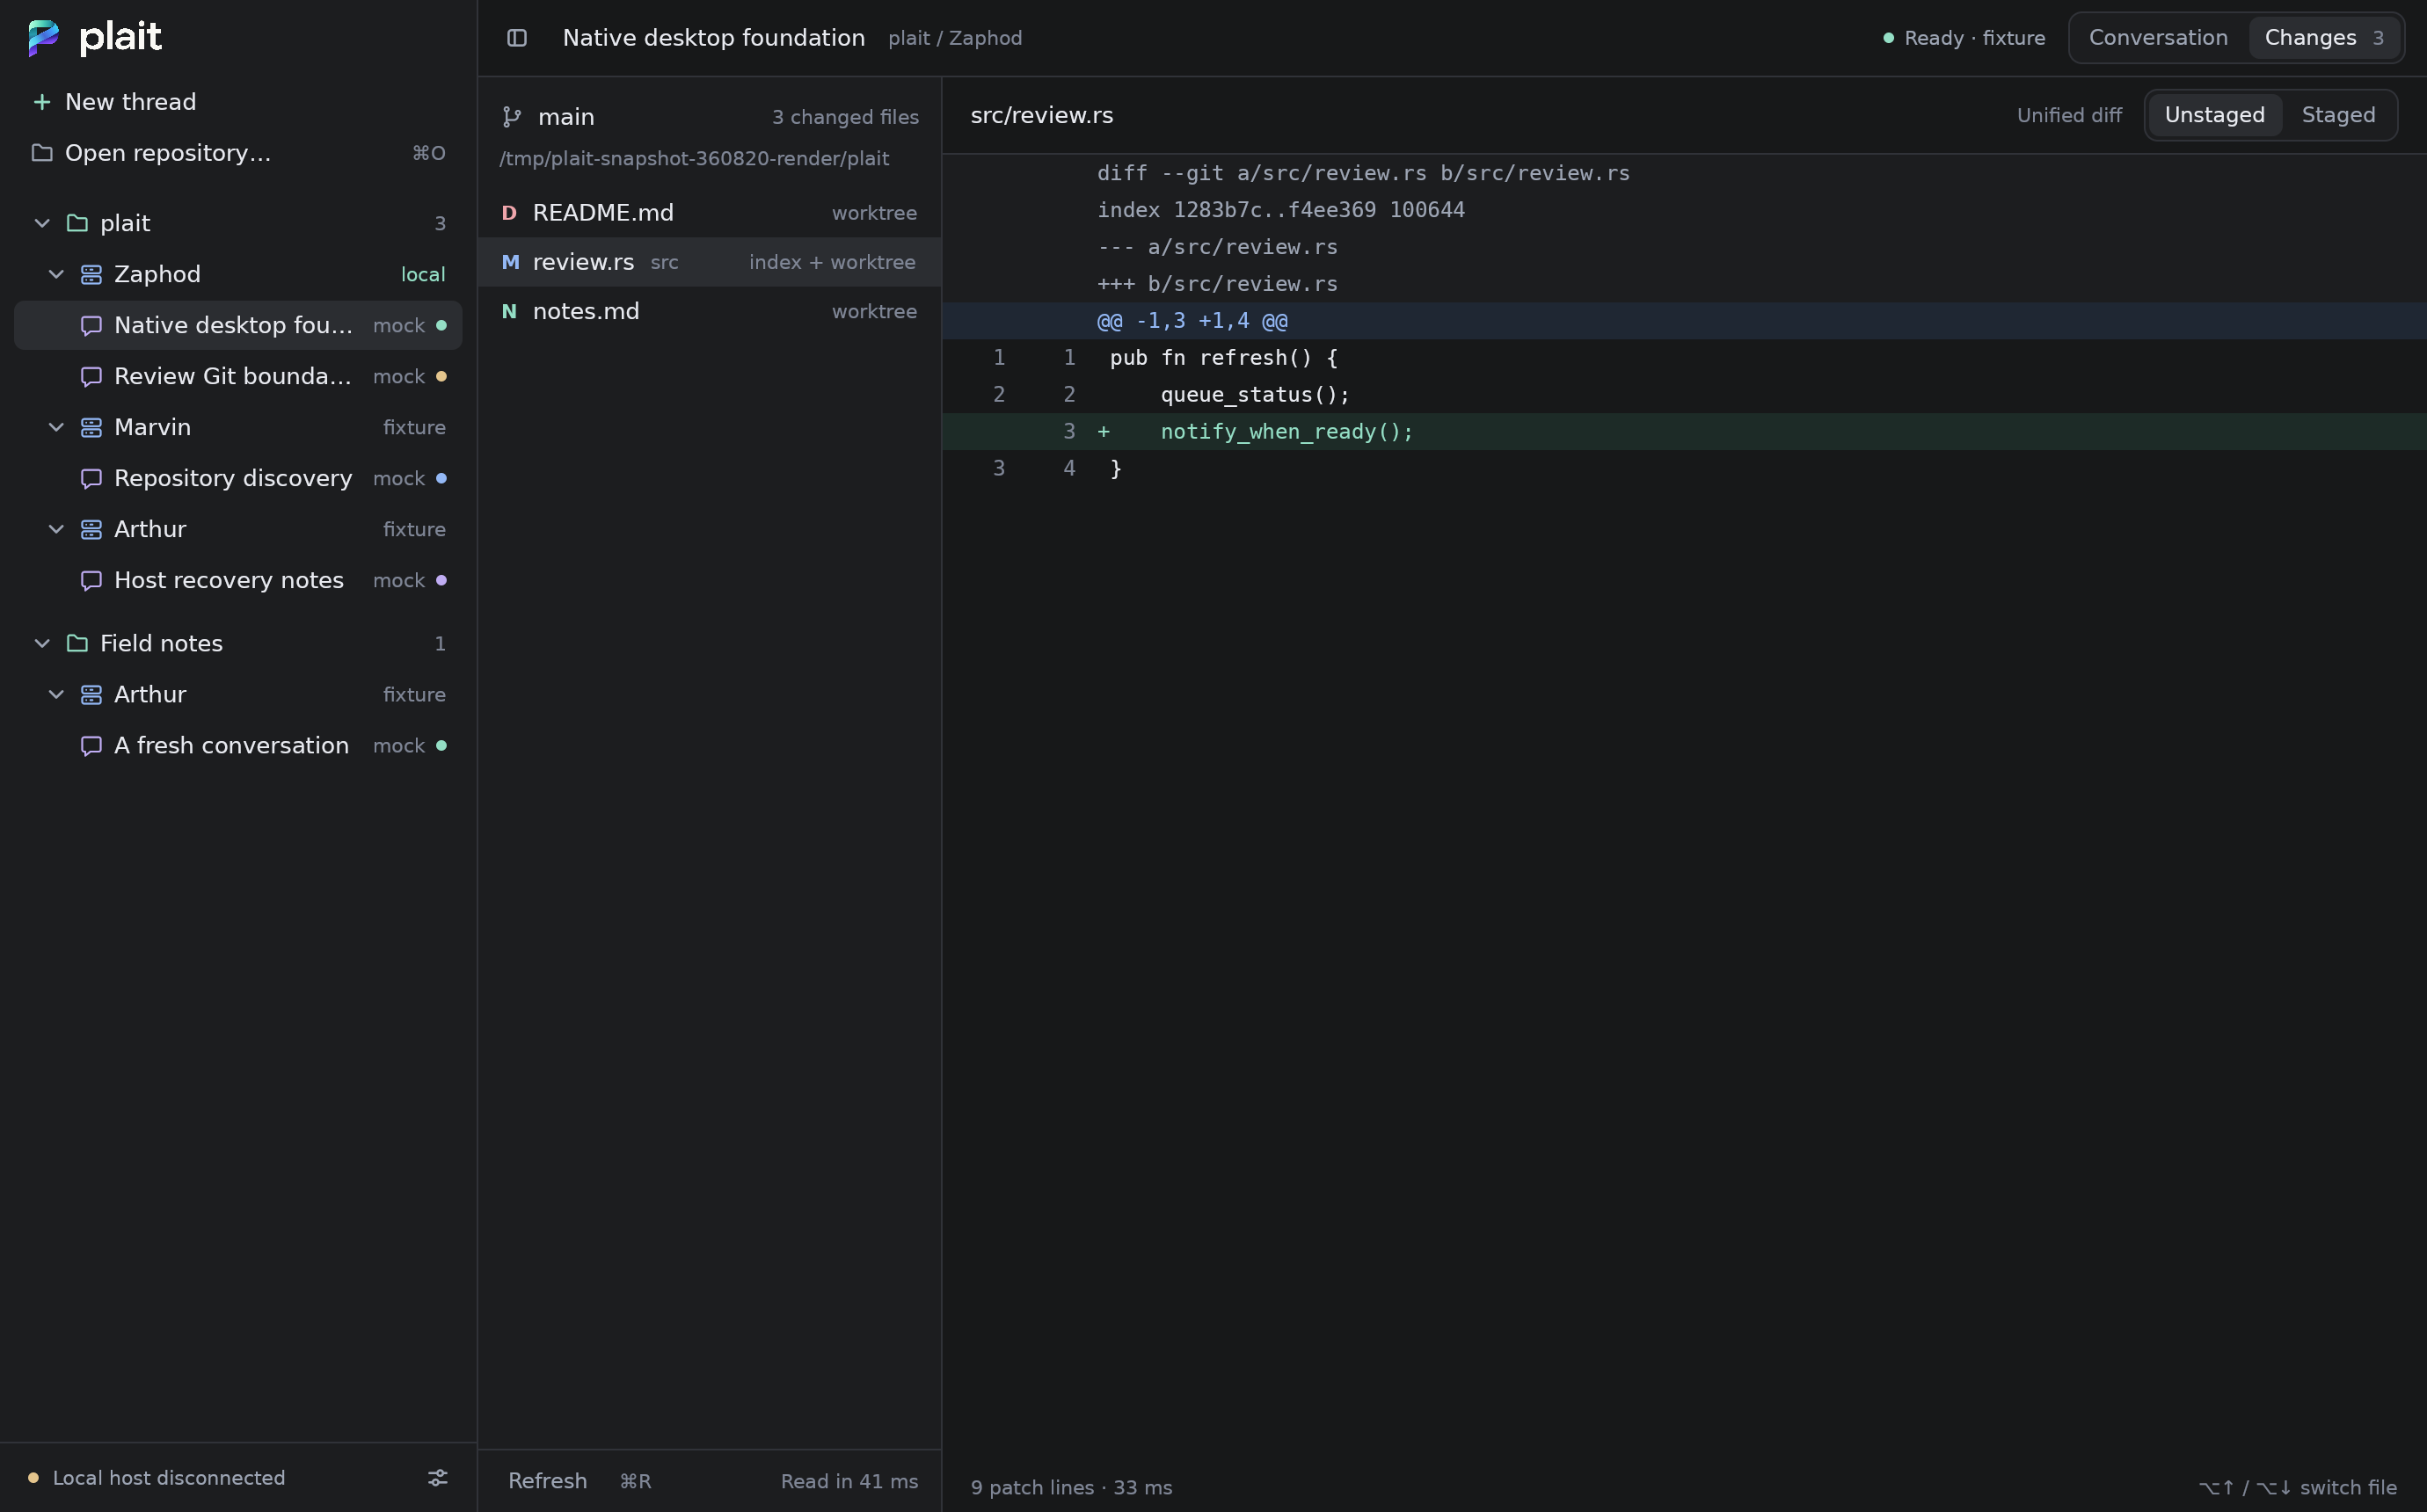 plait
New thread
Open repository… ⌘O
plait 3
Zaphod local
Native desktop fou… mock
Review Git bounda… mock
Marvin fixture
Repository discovery mock
Arthur fixture
Host recovery notes mock
Field notes 1
Arthur fixture
A fresh conversation mock
Local host disconnected
Native desktop foundation plait / Zaphod
Ready · fixture Conversation Changes 3
main 3 changed files
/tmp/plait-snapshot-360820-render/plait
D README.md worktree
M review.rs src index + worktree
N notes.md worktree
Refresh ⌘R Read in 41 ms
src/review.rs Unified diff Unstaged Staged
diff --git a/src/review.rs b/src/review.rs
index 1283b7c..f4ee369 100644
--- a/src/review.rs
+++ b/src/review.rs
@@ -1,3 +1,4 @@
1 1 pub fn refresh() {
2 2 queue_status();
3 + notify_when_ready();
3 4 }
9 patch lines · 33 ms ⌥↑ / ⌥↓ switch file